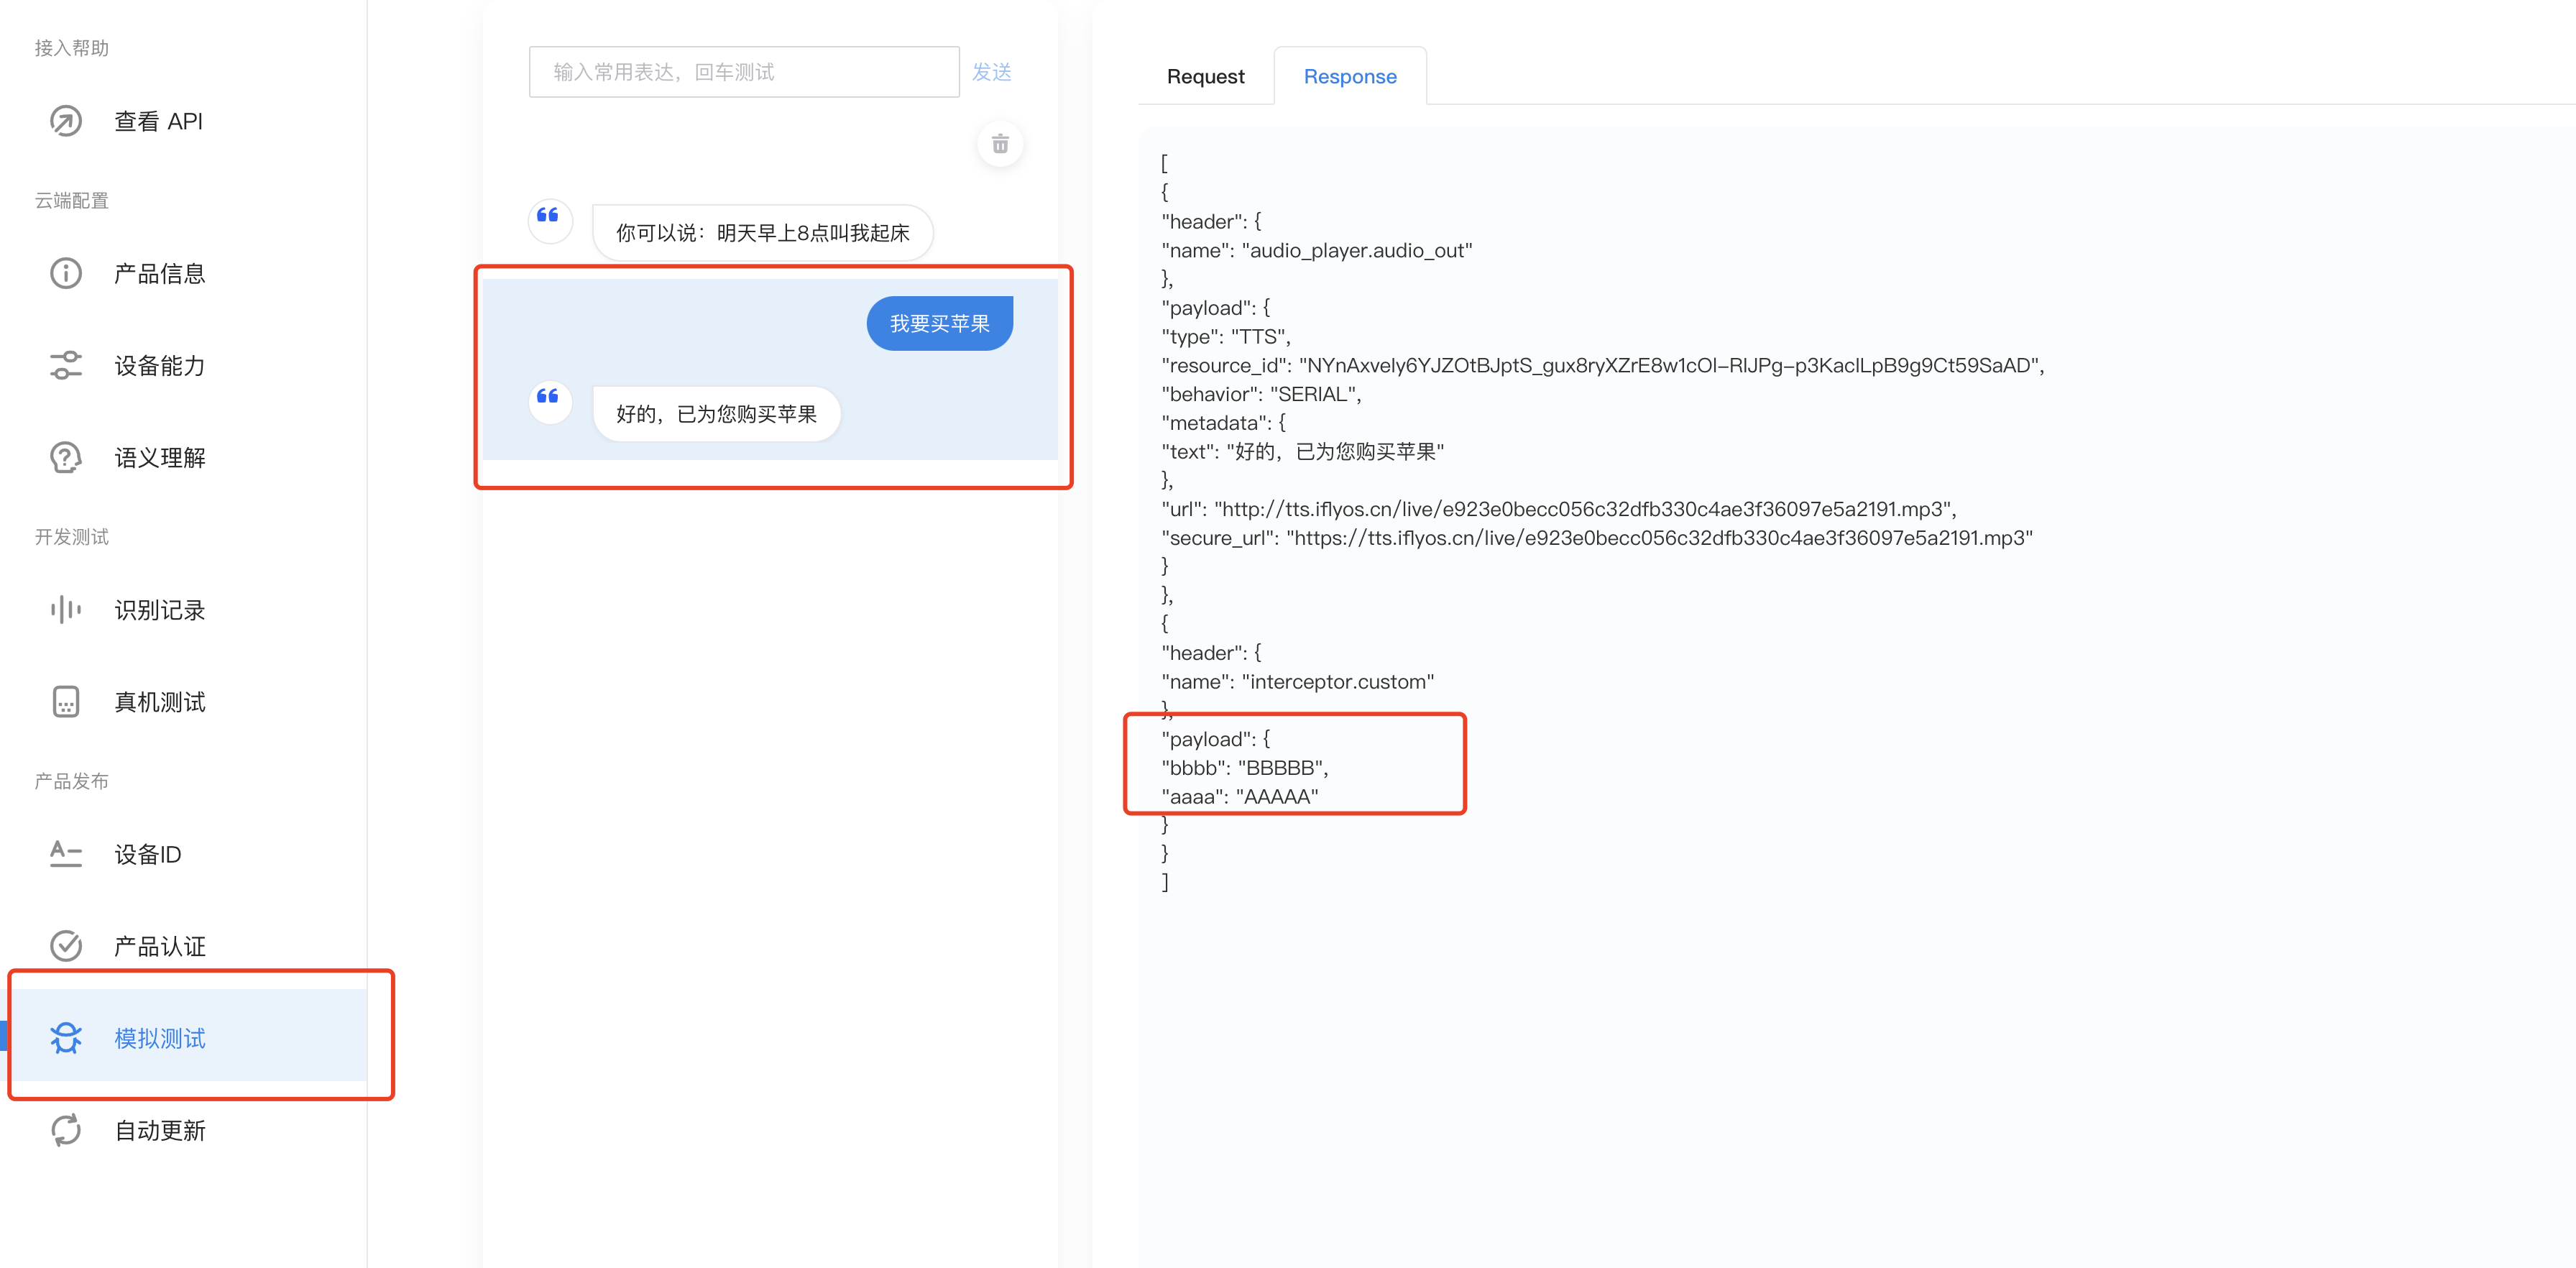 接入帮助
查看 API
云端配置
产品信息
设备能力
语义理解
开发测试
识别记录
真机测试
产品发布
设备ID
产品认证
模拟测试
自动更新
输入常用表达，回车测试
发送
你可以说：明天早上8点叫我起床
我要买苹果
好的，已为您购买苹果
Request
Response
[
{
"header": {
"name": "audio_player.audio_out"
},
"payload": {
"type": "TTS",
"resource_id": "NYnAxvely6YJZOtBJptS_gux8ryXZrE8w1cOl-RIJPg-p3KaclLpB9g9Ct59SaAD",
"behavior": "SERIAL",
"metadata": {
"text": "好的，已为您购买苹果"
},
"url": "http://tts.iflyos.cn/live/e923e0becc056c32dfb330c4ae3f36097e5a2191.mp3",
"secure_url": "https://tts.iflyos.cn/live/e923e0becc056c32dfb330c4ae3f36097e5a2191.mp3"
}
},
{
"header": {
"name": "interceptor.custom"
},
"payload": {
"bbbb": "BBBBB",
"aaaa": "AAAAA"
}
}
]